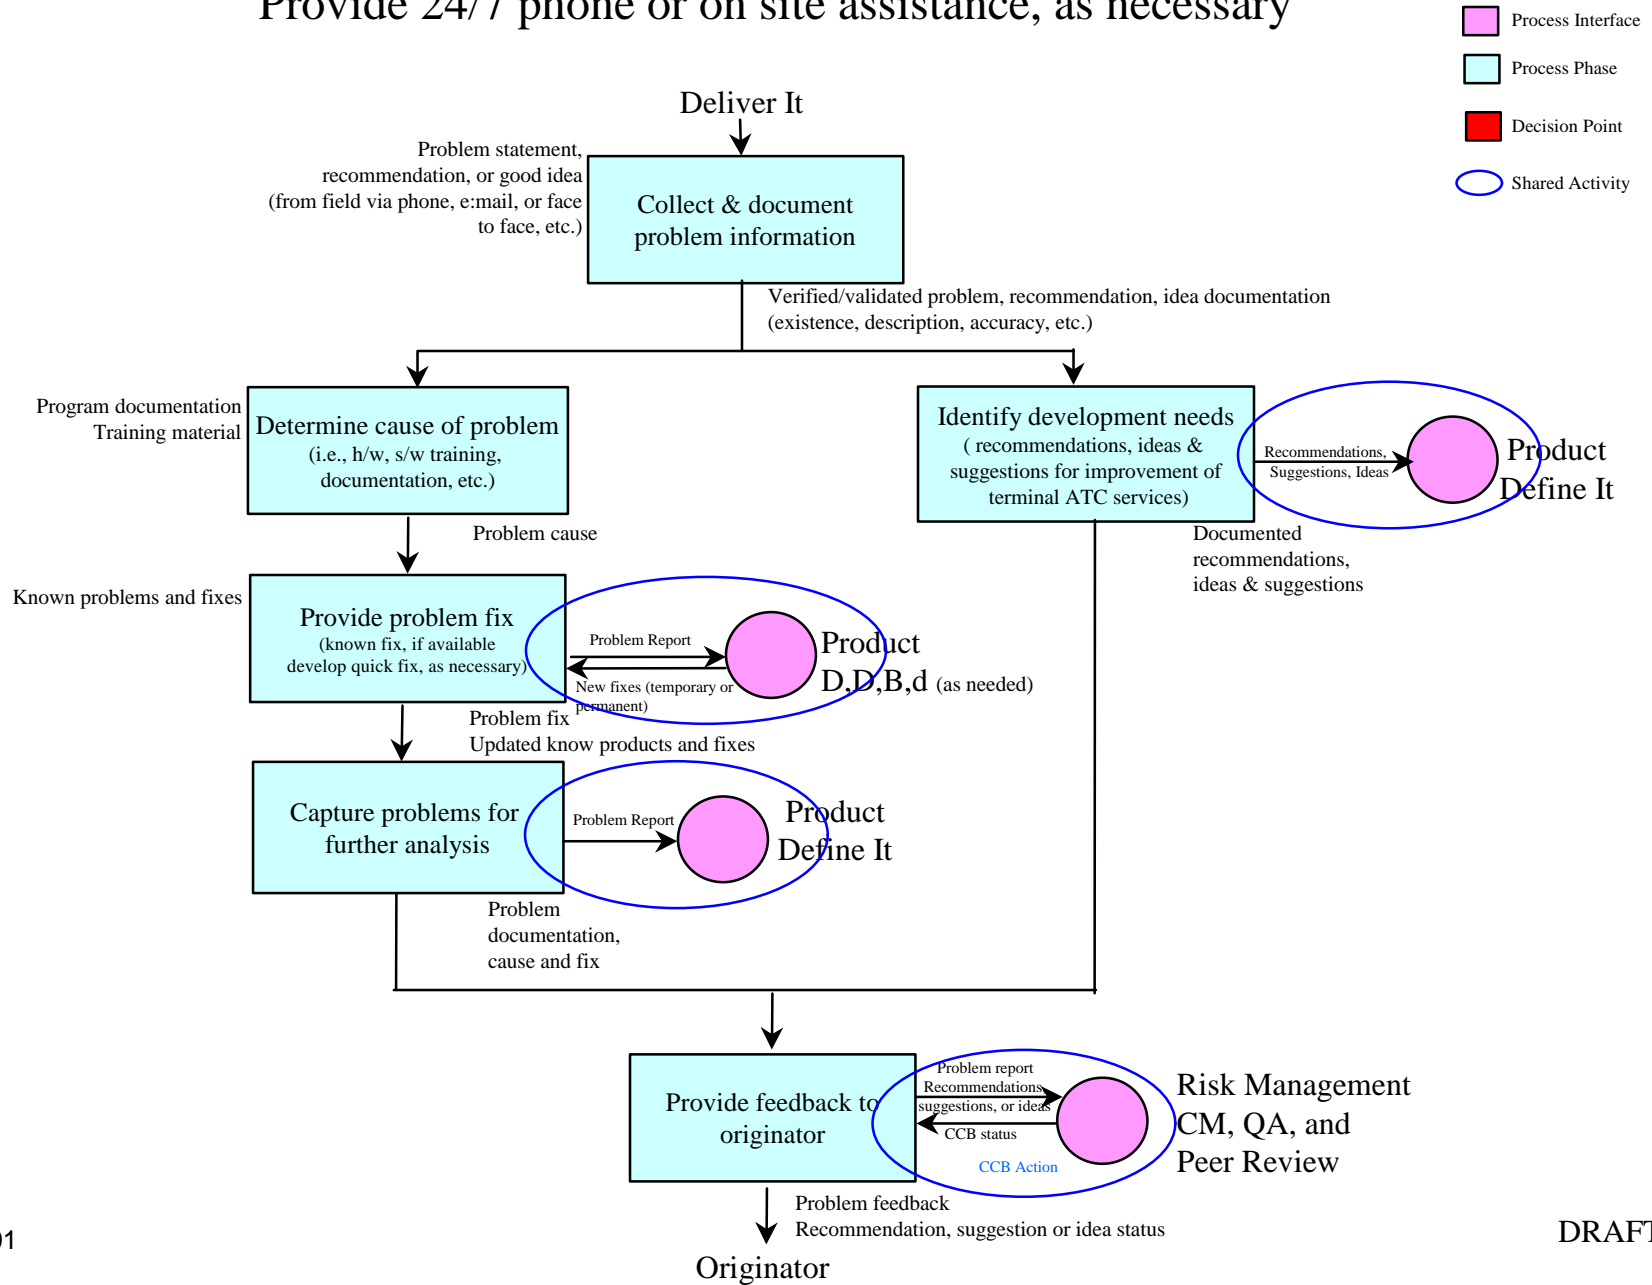 Provide 24/7 phone or on site assistance, as necessary
Process Interface
Process Phase
Decision Point
Shared Activity
Deliver It
Problem statement,
recommendation, or good idea
(from field via phone, e:mail, or face
to face, etc.)
Collect & document
problem information
Verified/validated problem, recommendation, idea documentation
(existence, description, accuracy, etc.)
Program documentation
Training material
Determine cause of problem
(i.e., h/w, s/w training,
documentation, etc.)
Identify development needs
( recommendations, ideas &
suggestions for improvement of
terminal ATC services)
Recommendations,
Suggestions, Ideas
Product
Define It
Problem cause
Documented
recommendations,
ideas & suggestions
Known problems and fixes
Provide problem fix
(known fix, if available
develop quick fix, as necessary)
Problem Report
New fixes (temporary or
permanent)
Product
D,D,B,d (as needed)
Problem fix
Updated know products and fixes
Capture problems for
further analysis
Problem Report
Product
Define It
Problem
documentation,
cause and fix
Provide feedback to
originator
Problem report
Recommendations,
suggestions, or ideas
CCB status
CCB Action
Risk Management
CM, QA, and
Peer Review
Problem feedback
Recommendation, suggestion or idea status
Originator
01
DRAFT